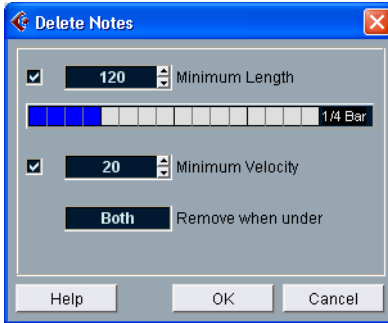 Delete Notes
120 Minimum Length
1/4 Bar
20 Minimum Velocity
Both Remove when under
Help OK Cancel